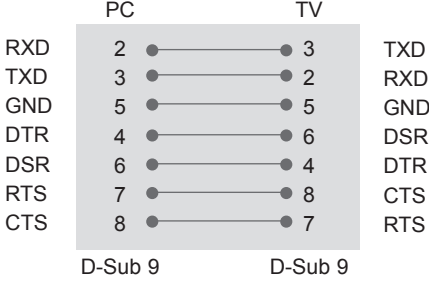 PC TV
RXD 2 3 TXD
TXD 3 2 RXD
GND 5 5 GND
DTR 4 6 DSR
DSR 6 4 DTR
RTS 7 8 CTS
CTS 8 7 RTS
D-Sub 9 D-Sub 9